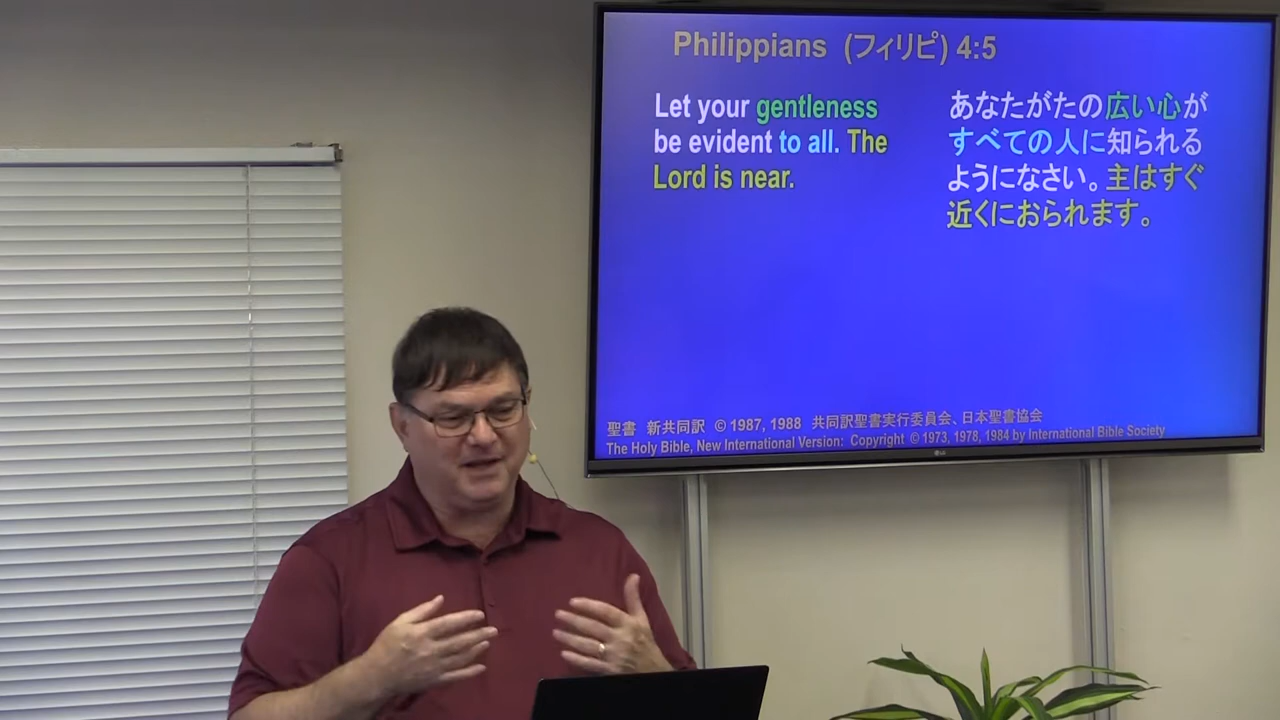 Philippians (フィリピ) 4:5
Let your gentleness
be evident to all. The
Lord is near.
あなたがたの広い心が
すべての人に知られる
ようになさい。主はすぐ
近くにおられます。
聖書 新共同訳 © 1987, 1988 共同訳聖書実行委員会、日本聖書協会
The Holy Bible, New International Version: Copyright © 1973, 1978, 1984 by International Bible Society
LG